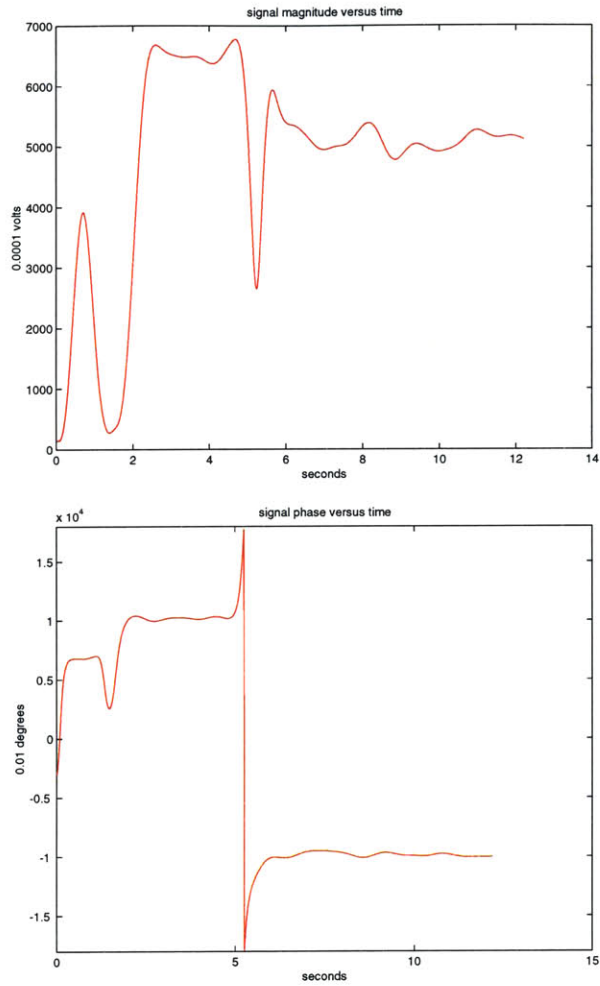 signal magnitude versus time
7000
6000
5000
4000
3000
2000
1000
0
0.0001 volts
0 2 4 6 8 10 12 14
seconds
signal phase versus time
x 10^4
1.5
1
0.5
0
-0.5
-1
-1.5
0.01 degrees
0 5 10 15
seconds